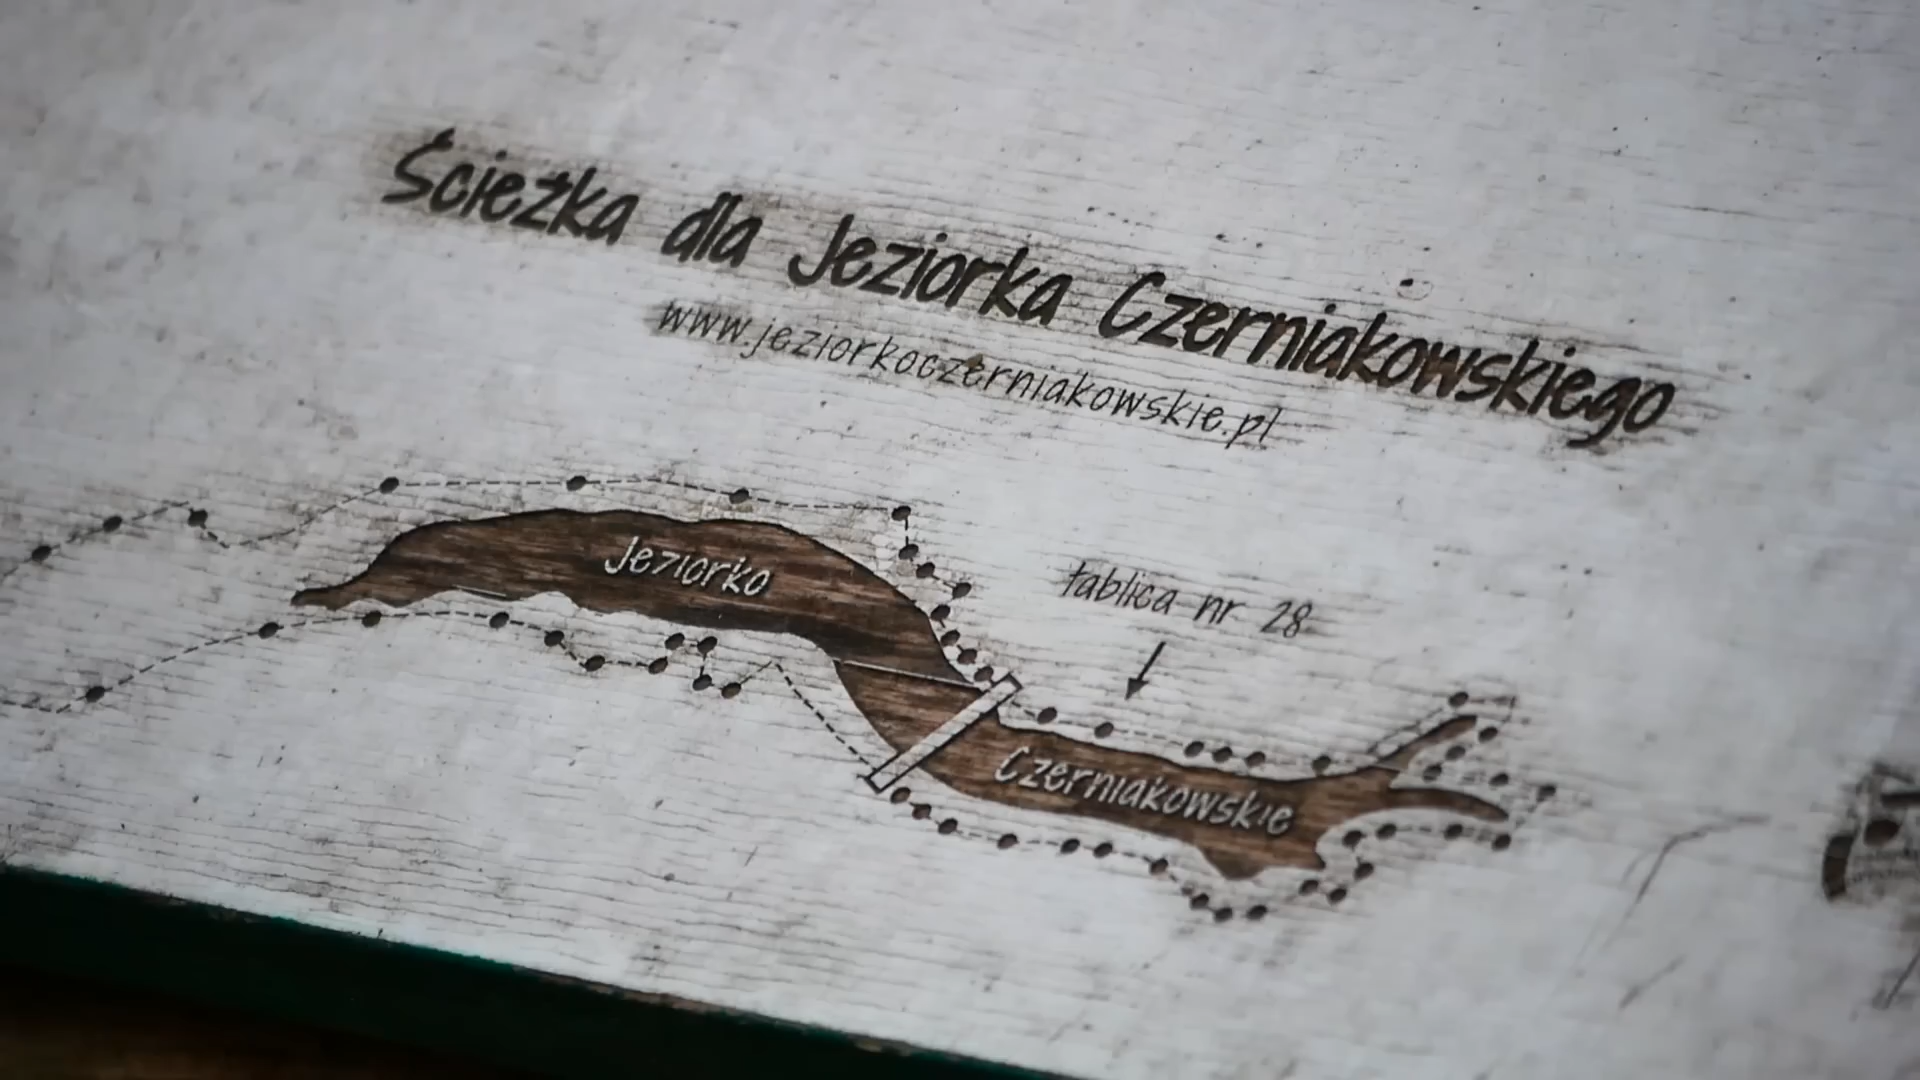 Ścieżka dla Jeziorka Czerniakowskiego
www.jeziorkoczerniakowskie.pl
Jeziorko
tablica nr 28
Czerniakowskie